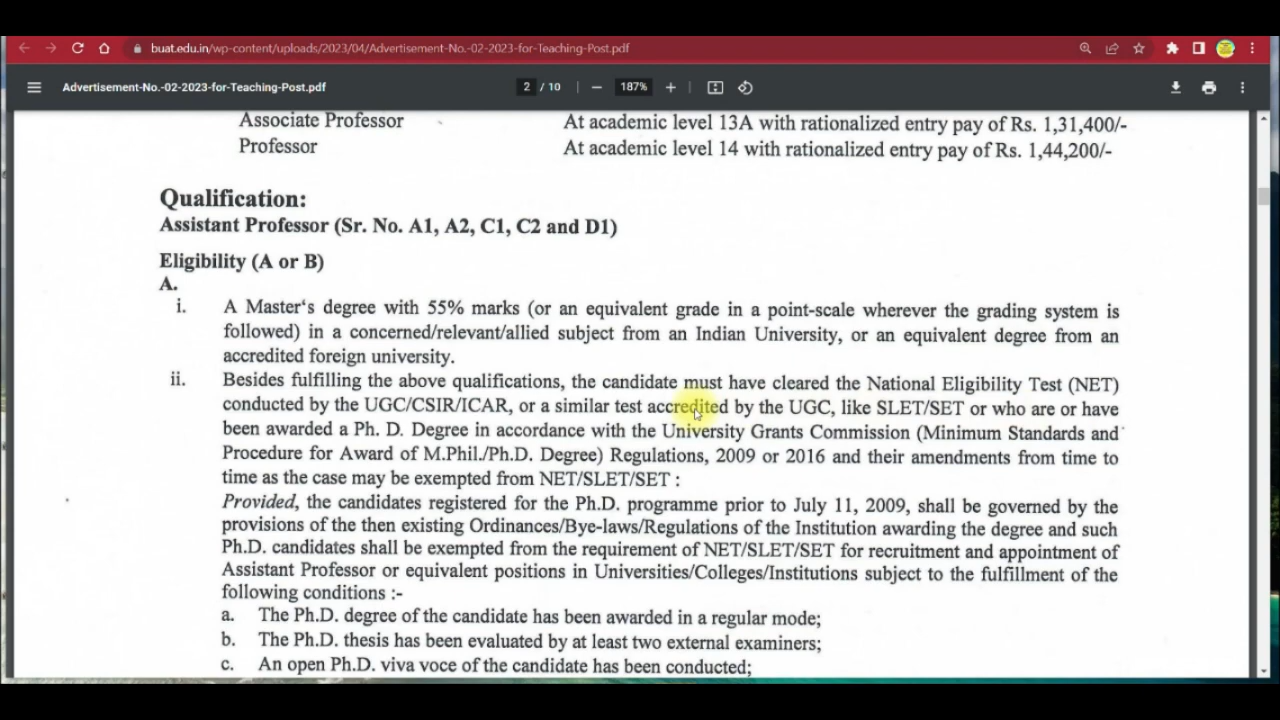 buat.edu.in/wp-content/uploads/2023/04/Advertisement-No.-02-2023-for-Teaching-Post.pdf
Advertisement-No.-02-2023-for-Teaching-Post.pdf 2 / 10 — 187% +
Associate Professor At academic level 13A with rationalized entry pay of Rs. 1,31,400/-
Professor At academic level 14 with rationalized entry pay of Rs. 1,44,200/-
Qualification:
Assistant Professor (Sr. No. A1, A2, C1, C2 and D1)
Eligibility (A or B)
A.
i. A Master‘s degree with 55% marks (or an equivalent grade in a point-scale wherever the grading system is
followed) in a concerned/relevant/allied subject from an Indian University, or an equivalent degree from an
accredited foreign university.
ii. Besides fulfilling the above qualifications, the candidate must have cleared the National Eligibility Test (NET)
conducted by the UGC/CSIR/ICAR, or a similar test accredited by the UGC, like SLET/SET or who are or have
been awarded a Ph. D. Degree in accordance with the University Grants Commission (Minimum Standards and
Procedure for Award of M.Phil./Ph.D. Degree) Regulations, 2009 or 2016 and their amendments from time to
time as the case may be exempted from NET/SLET/SET :
Provided, the candidates registered for the Ph.D. programme prior to July 11, 2009, shall be governed by the
provisions of the then existing Ordinances/Bye-laws/Regulations of the Institution awarding the degree and such
Ph.D. candidates shall be exempted from the requirement of NET/SLET/SET for recruitment and appointment of
Assistant Professor or equivalent positions in Universities/Colleges/Institutions subject to the fulfillment of the
following conditions :-
a. The Ph.D. degree of the candidate has been awarded in a regular mode;
b. The Ph.D. thesis has been evaluated by at least two external examiners;
c. An open Ph.D. viva voce of the candidate has been conducted;